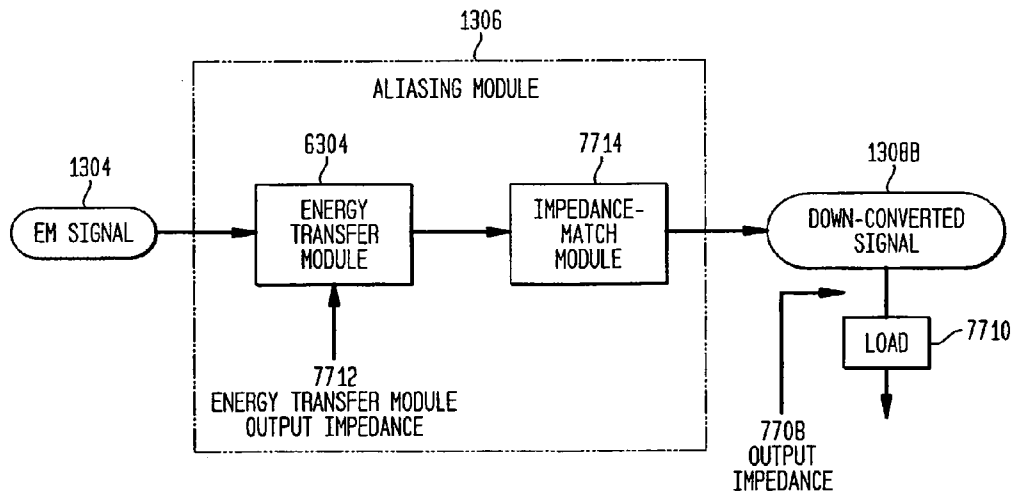 1306
ALIASING MODULE
1304
6304
7714
1308B
EM SIGNAL
ENERGY
TRANSFER
MODULE
IMPEDANCE-
MATCH
MODULE
DOWN-CONVERTED
SIGNAL
LOAD
7710
7712
ENERGY TRANSFER MODULE
OUTPUT IMPEDANCE
7708
OUTPUT
IMPEDANCE